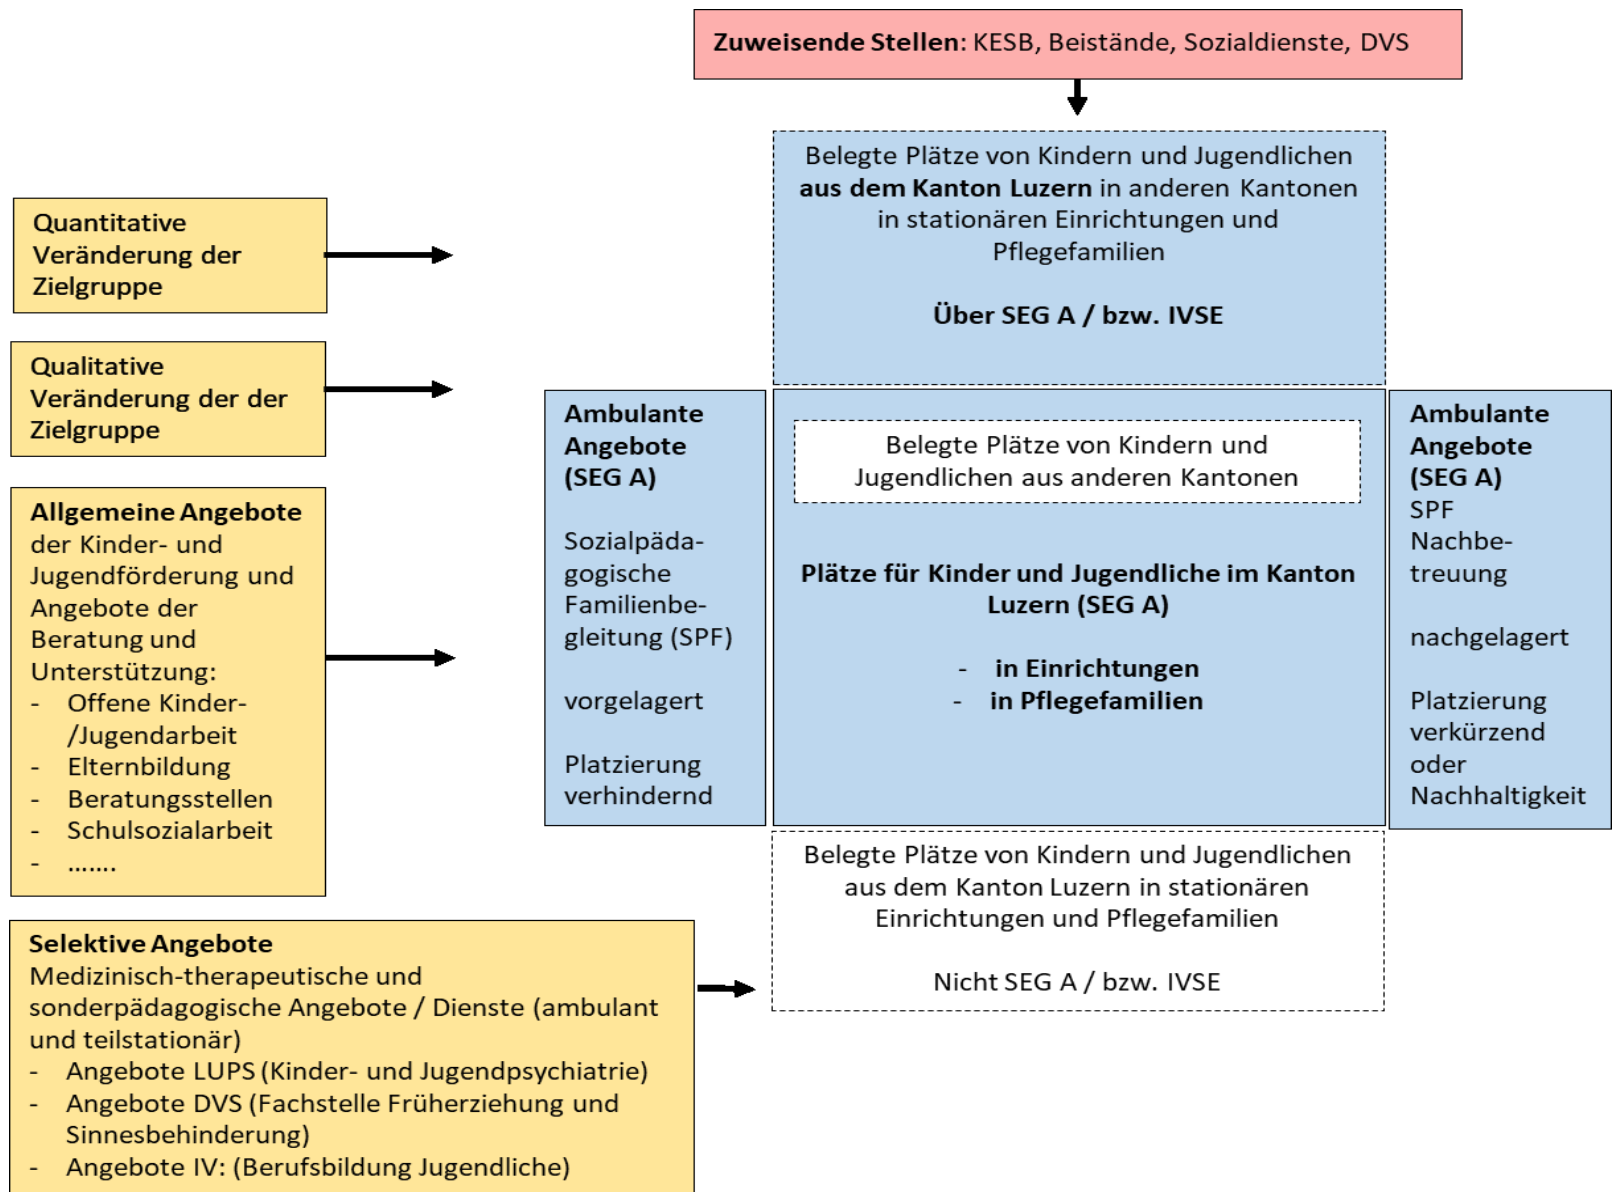 Zuweisende Stellen: KESB, Beistände, Sozialdienste, DVS
Belegte Plätze von Kindern und Jugendlichen
aus dem Kanton Luzern in anderen Kantonen
in stationären Einrichtungen und
Pflegefamilien
Über SEG A / bzw. IVSE
Quantitative
Veränderung der
Zielgruppe
Qualitative
Veränderung der der
Zielgruppe
Allgemeine Angebote
der Kinder- und
Jugendförderung und
Angebote der
Beratung und
Unterstützung:
- Offene Kinder-
/Jugendarbeit
- Elternbildung
- Beratungsstellen
- Schulsozialarbeit
- .......
Ambulante
Angebote
(SEG A)
Sozialpäda-
gogische
Familienbe-
gleitung (SPF)
vorgelagert
Platzierung
verhindernd
Belegte Plätze von Kindern und
Jugendlichen aus anderen Kantonen
Plätze für Kinder und Jugendliche im Kanton
Luzern (SEG A)
- in Einrichtungen
- in Pflegefamilien
Ambulante
Angebote
(SEG A)
SPF
Nachbe-
treuung
nachgelagert
Platzierung
verkürzend
oder
Nachhaltigkeit
Belegte Plätze von Kindern und Jugendlichen
aus dem Kanton Luzern in stationären
Einrichtungen und Pflegefamilien
Nicht SEG A / bzw. IVSE
Selektive Angebote
Medizinisch-therapeutische und
sonderpädagogische Angebote / Dienste (ambulant
und teilstationär)
- Angebote LUPS (Kinder- und Jugendpsychiatrie)
- Angebote DVS (Fachstelle Früherziehung und
Sinnesbehinderung)
- Angebote IV: (Berufsbildung Jugendliche)